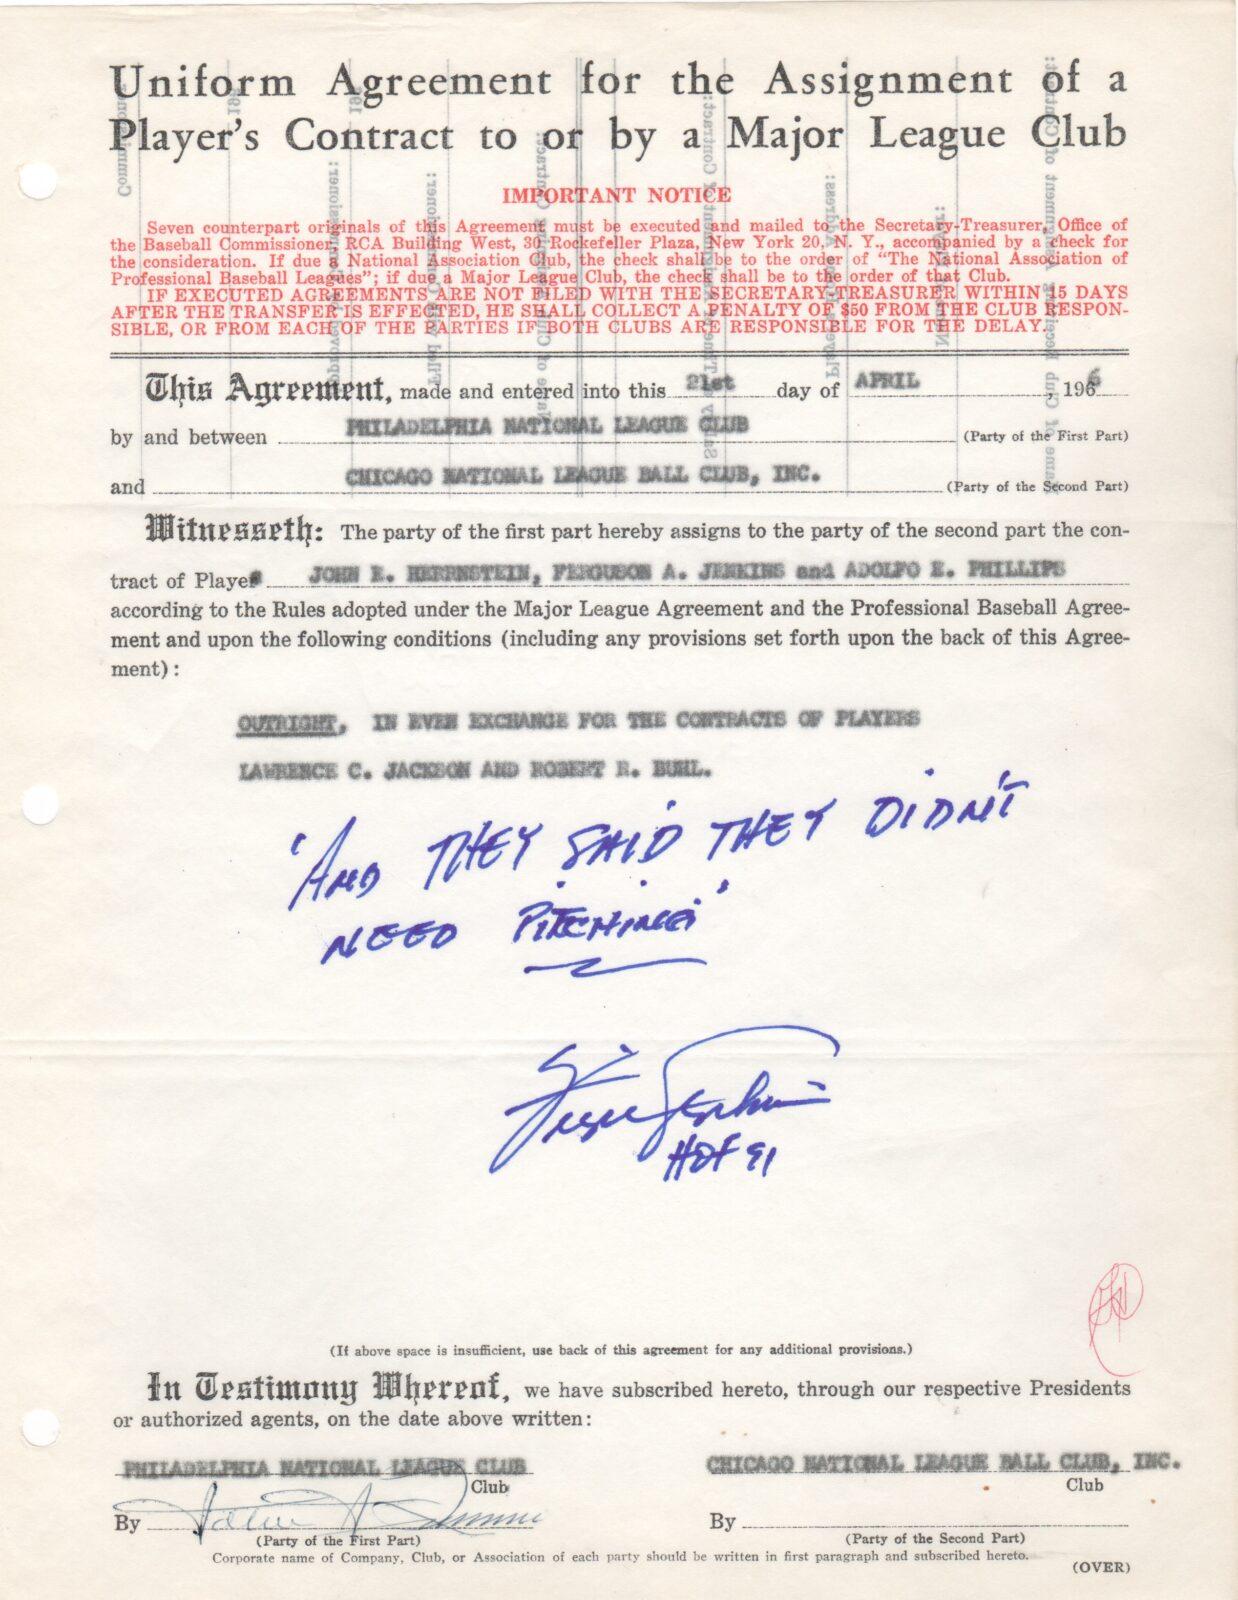 Uniform Agreement for the Assignment of a
Player's Contract to or by a Major League Club
IMPORTANT NOTICE
Seven counterpart originals of this Agreement must be executed and mailed to the Secretary-Treasurer, Office of
the Baseball Commissioner, RCA Building West, 30 Rockefeller Plaza, New York 20, N. Y., accompanied by a check for
the consideration. If due a National Association Club, the check shall be to the order of “The National Association of
Professional Baseball Leagues”; if due a Major League Club, the check shall be to the order of that Club.
IF EXECUTED AGREEMENTS ARE NOT FILED WITH THE SECRETARY-TREASURER WITHIN 15 DAYS
AFTER THE TRANSFER IS EFFECTED, HE SHALL COLLECT A PENALTY OF $50 FROM THE CLUB RESPON-
SIBLE, OR FROM EACH OF THE PARTIES IF BOTH CLUBS ARE RESPONSIBLE FOR THE DELAY.
This Agreement, made and entered into this 21st day of APRIL, 1966
by and between PHILADELPHIA NATIONAL LEAGUE CLUB (Party of the First Part)
and CHICAGO NATIONAL LEAGUE BALL CLUB, INC. (Party of the Second Part)
Witnesseth: The party of the first part hereby assigns to the party of the second part the con-
tract of Players JOHN E. HERRNSTEIN, FERGUSON A. JENKINS and ADOLFO E. PHILLIPS
according to the Rules adopted under the Major League Agreement and the Professional Baseball Agree-
ment and upon the following conditions (including any provisions set forth upon the back of this Agree-
ment):
OUTRIGHT, IN EVEN EXCHANGE FOR THE CONTRACTS OF PLAYERS
LAWRENCE C. JACKSON AND ROBERT R. BUHL.
'AND THEY SAID THEY DIDN'T
NEED PITCHING'
Fergie Jenkins
HOF 91
(If above space is insufficient, use back of this agreement for any additional provisions.)
In Testimony Whereof, we have subscribed hereto, through our respective Presidents
or authorized agents, on the date above written:
PHILADELPHIA NATIONAL LEAGUE CLUB CHICAGO NATIONAL LEAGUE BALL CLUB, INC.
Club Club
By By
(Party of the First Part) (Party of the Second Part)
Corporate name of Company, Club, or Association of each party should be written in first paragraph and subscribed hereto.
(OVER)